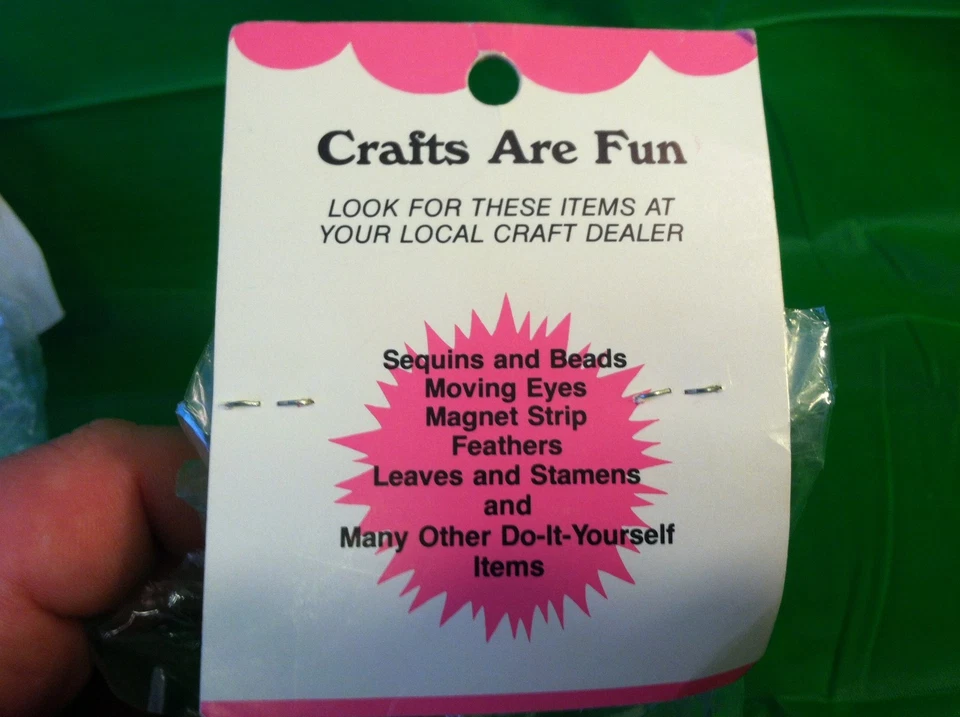 Crafts Are Fun
LOOK FOR THESE ITEMS AT
YOUR LOCAL CRAFT DEALER
Sequins and Beads
Moving Eyes
Magnet Strip
Feathers
Leaves and Stamens
and
Many Other Do-It-Yourself
Items